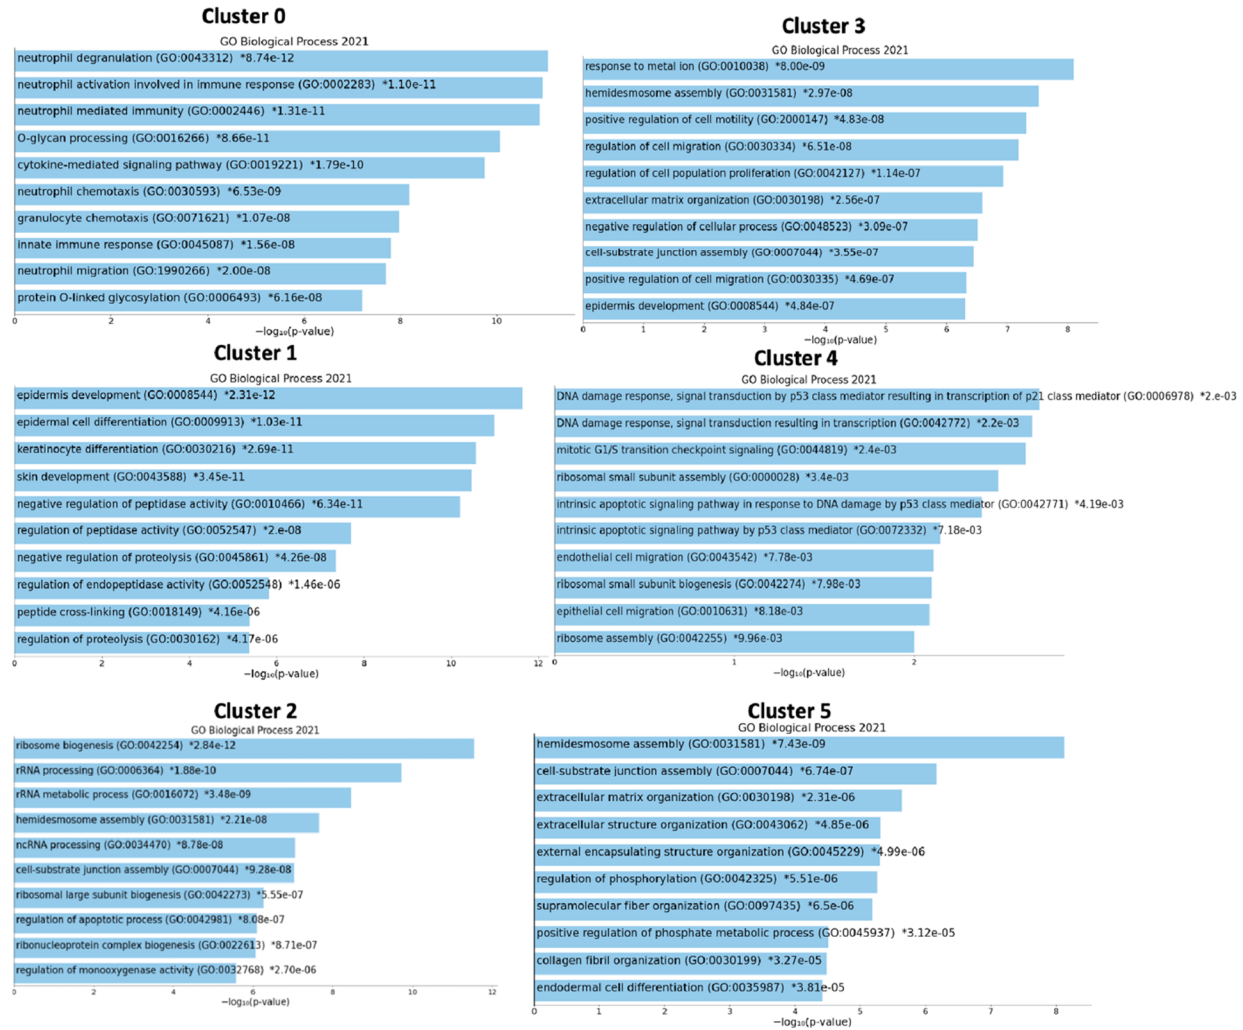 Cluster 0
GO Biological Process 2021
neutrophil degranulation (GO:0043312) *8.74e-12
neutrophil activation involved in immune response (GO:0002283) *1.10e-11
neutrophil mediated immunity (GO:0002446) *1.31e-11
O-glycan processing (GO:0016266) *8.66e-11
cytokine-mediated signaling pathway (GO:0019221) *1.79e-10
neutrophil chemotaxis (GO:0030593) *6.53e-09
granulocyte chemotaxis (GO:0071621) *1.07e-08
innate immune response (GO:0045087) *1.56e-08
neutrophil migration (GO:1990266) *2.00e-08
protein O-linked glycosylation (GO:0006493) *6.16e-08
0 2 4 6 8 10
−log₁₀(p-value)
Cluster 3
GO Biological Process 2021
response to metal ion (GO:0010038) *8.00e-09
hemidesmosome assembly (GO:0031581) *2.97e-08
positive regulation of cell motility (GO:2000147) *4.83e-08
regulation of cell migration (GO:0030334) *6.51e-08
regulation of cell population proliferation (GO:0042127) *1.14e-07
extracellular matrix organization (GO:0030198) *2.56e-07
negative regulation of cellular process (GO:0048523) *3.09e-07
cell-substrate junction assembly (GO:0007044) *3.55e-07
positive regulation of cell migration (GO:0030335) *4.69e-07
epidermis development (GO:0008544) *4.84e-07
0 1 2 3 4 5 6 7 8
−log₁₀(p-value)
Cluster 1
GO Biological Process 2021
epidermis development (GO:0008544) *2.31e-12
epidermal cell differentiation (GO:0009913) *1.03e-11
keratinocyte differentiation (GO:0030216) *2.69e-11
skin development (GO:0043588) *3.45e-11
negative regulation of peptidase activity (GO:0010466) *6.34e-11
regulation of peptidase activity (GO:0052547) *2.e-08
negative regulation of proteolysis (GO:0045861) *4.26e-08
regulation of endopeptidase activity (GO:0052548) *1.46e-06
peptide cross-linking (GO:0018149) *4.16e-06
regulation of proteolysis (GO:0030162) *4.17e-06
0 2 4 6 8 10 12
−log₁₀(p-value)
Cluster 4
GO Biological Process 2021
DNA damage response, signal transduction by p53 class mediator resulting in transcription of p21 class mediator (GO:0006978) *2.e-03
DNA damage response, signal transduction resulting in transcription (GO:0042772) *2.2e-03
mitotic G1/S transition checkpoint signaling (GO:0044819) *2.4e-03
ribosomal small subunit assembly (GO:0000028) *3.4e-03
intrinsic apoptotic signaling pathway in response to DNA damage by p53 class mediator (GO:0042771) *4.19e-03
intrinsic apoptotic signaling pathway by p53 class mediator (GO:0072332) *7.18e-03
endothelial cell migration (GO:0043542) *7.78e-03
ribosomal small subunit biogenesis (GO:0042274) *7.98e-03
epithelial cell migration (GO:0010631) *8.18e-03
ribosome assembly (GO:0042255) *9.96e-03
0 1 2
−log₁₀(p-value)
Cluster 2
GO Biological Process 2021
ribosome biogenesis (GO:0042254) *2.84e-12
rRNA processing (GO:0006364) *1.88e-10
rRNA metabolic process (GO:0016072) *3.48e-09
hemidesmosome assembly (GO:0031581) *2.21e-08
ncRNA processing (GO:0034470) *8.78e-08
cell-substrate junction assembly (GO:0007044) *9.28e-08
ribosomal large subunit biogenesis (GO:0042273) *5.55e-07
regulation of apoptotic process (GO:0042981) *8.08e-07
ribonucleoprotein complex biogenesis (GO:0022613) *8.71e-07
regulation of monooxygenase activity (GO:0032768) *2.70e-06
0 2 4 6 8 10 12
−log₁₀(p-value)
Cluster 5
GO Biological Process 2021
hemidesmosome assembly (GO:0031581) *7.43e-09
cell-substrate junction assembly (GO:0007044) *6.74e-07
extracellular matrix organization (GO:0030198) *2.31e-06
extracellular structure organization (GO:0043062) *4.85e-06
external encapsulating structure organization (GO:0045229) *4.99e-06
regulation of phosphorylation (GO:0042325) *5.51e-06
supramolecular fiber organization (GO:0097435) *6.5e-06
positive regulation of phosphate metabolic process (GO:0045937) *3.12e-05
collagen fibril organization (GO:0030199) *3.27e-05
endodermal cell differentiation (GO:0035987) *3.81e-05
0 1 2 3 4 5 6 7 8
−log₁₀(p-value)